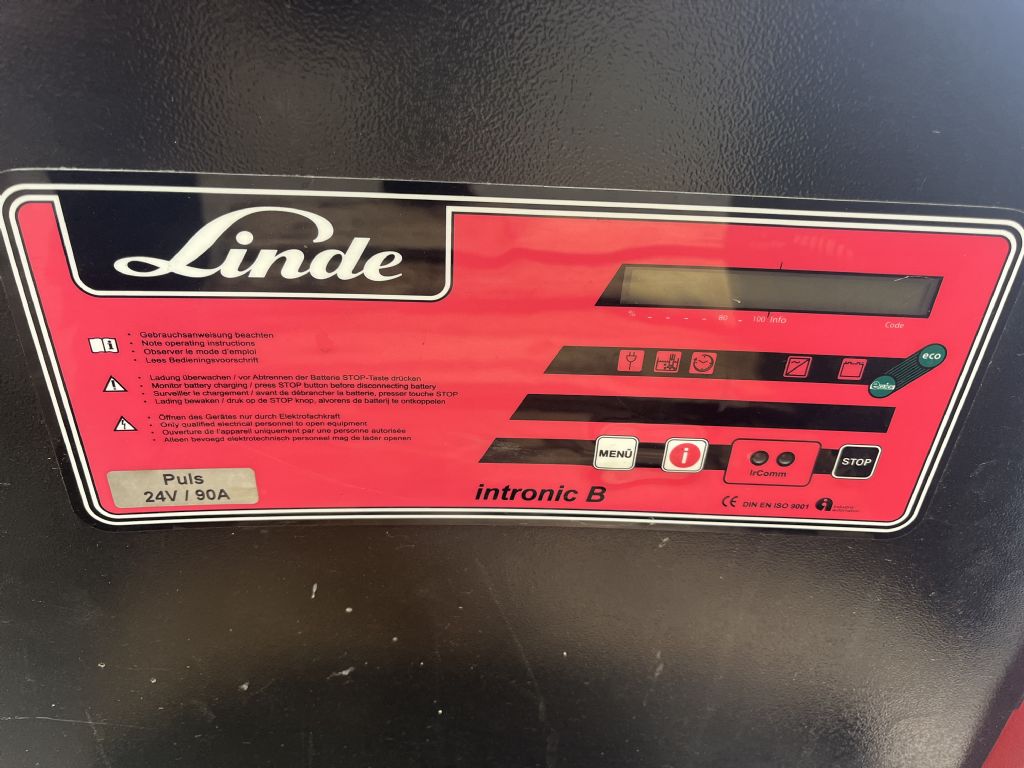 Linde
% - - - - 80 - 100 Info
Code
• Gebrauchsanweisung beachten
• Note operating instructions
• Observer le mode d'emploi
• Lees Bedieningsvoorschrift
• Ladung überwachen / vor Abtrennen der Batterie STOP-Taste drücken
• Monitor battery charging / press STOP button before disconnecting battery
• Surveiller le chargement / avant de débrancher la batterie, presser touche STOP
• Lading bewaken / druk op de STOP knop, alvorens de batterij te ontkoppelen
• Öffnen des Gerätes nur durch Elektrofachkraft
• Only qualified electrical personnel to open equipment
• Ouverture de l'appareil uniquement par une personne autorisée
• Alleen bevoegd elektrotechnisch personeel mag de lader openen
eco
MENÜ
i
IrComm
STOP
Puls
24V / 90A
intronic B
CE DIN EN ISO 9001
industrie
automation